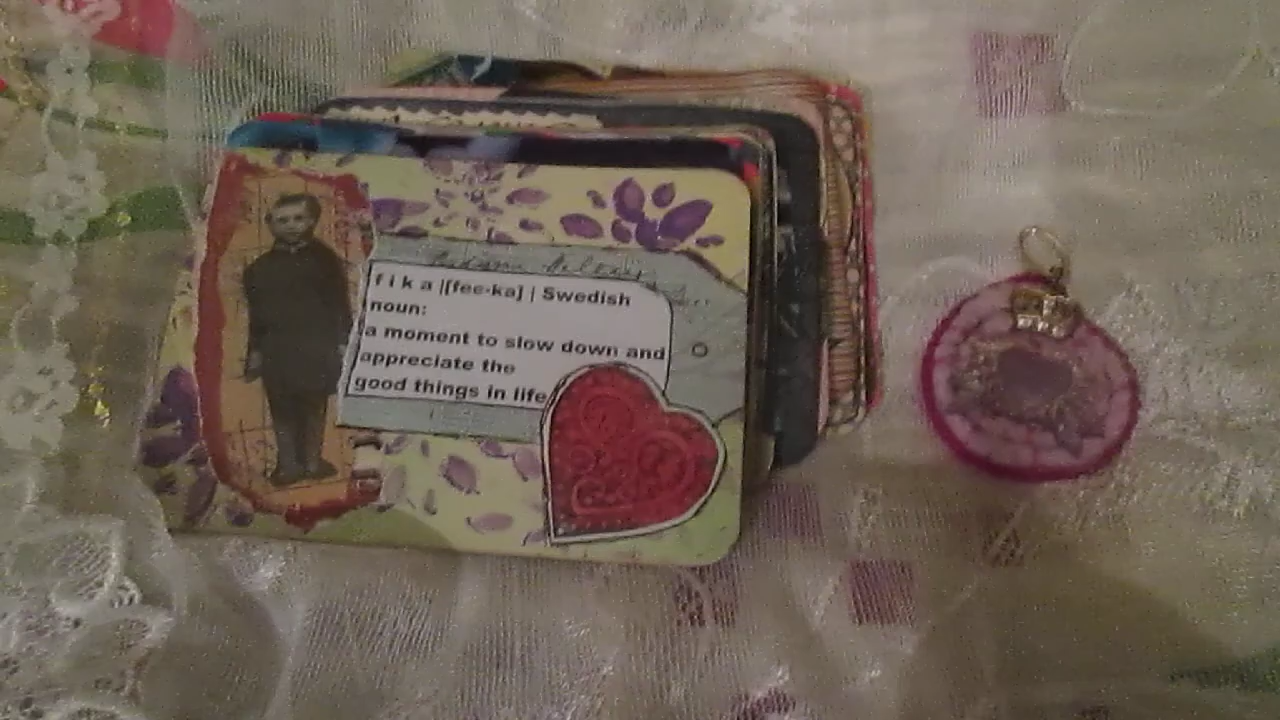 f i k a |[fee-ka] | Swedish
noun:
a moment to slow down and
appreciate the
good things in life